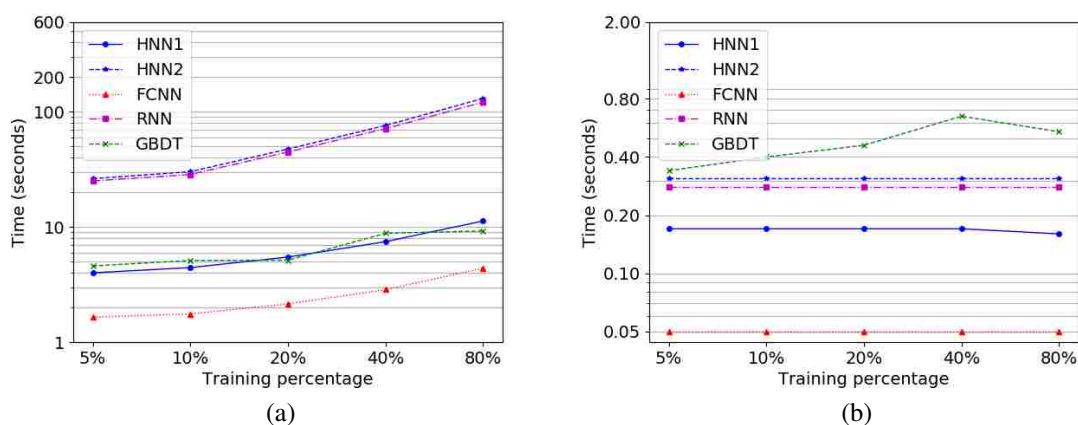 600
200
100
10
1
Time (seconds)
HNN1
HNN2
FCNN
RNN
GBDT
5% 10% 20% 40% 80%
Training percentage
(a)
2.00
0.80
0.40
0.20
0.10
0.05
Time (seconds)
HNN1
HNN2
FCNN
RNN
GBDT
5% 10% 20% 40% 80%
Training percentage
(b)